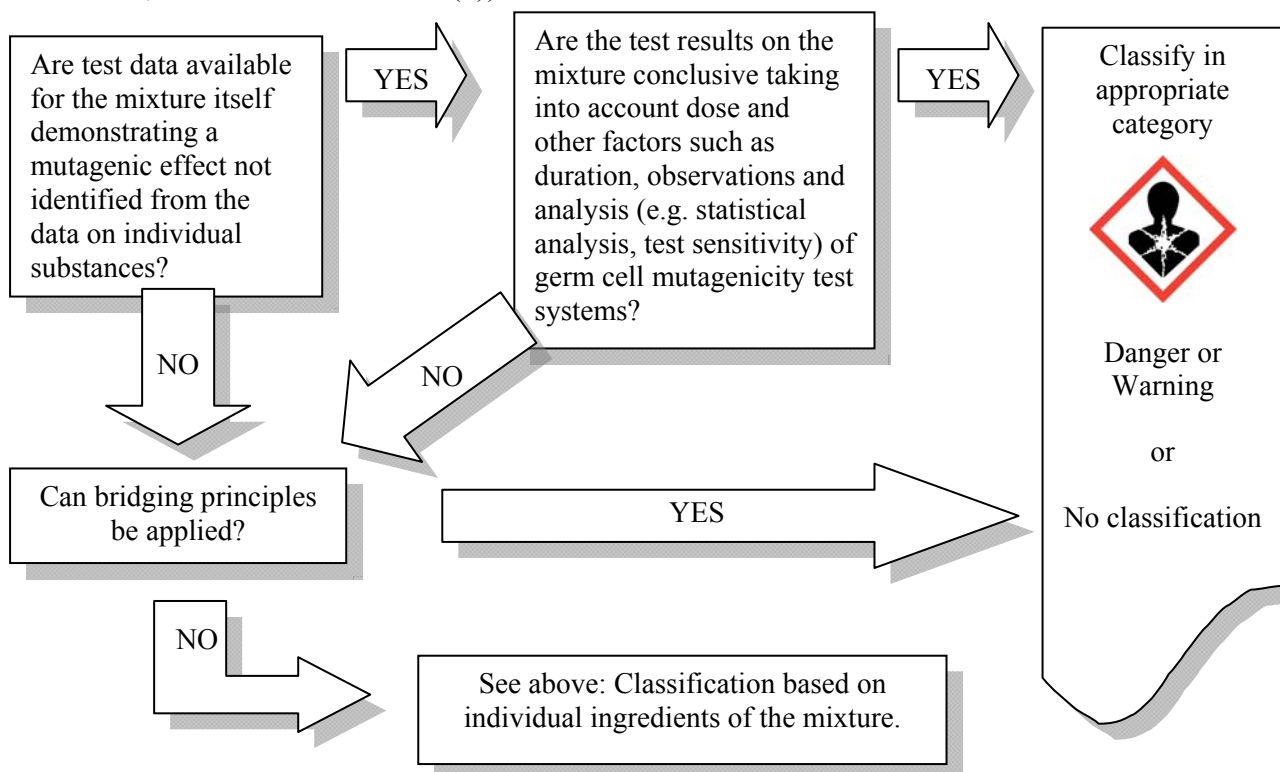 Are test data available
for the mixture itself
demonstrating a
mutagenic effect not
identified from the
data on individual
substances?
YES
Are the test results on the
mixture conclusive taking
into account dose and
other factors such as
duration, observations and
analysis (e.g. statistical
analysis, test sensitivity) of
germ cell mutagenicity test
systems?
YES
Classify in
appropriate
category
Danger or
Warning
or
No classification
NO
NO
Can bridging principles
be applied?
YES
NO
See above: Classification based on
individual ingredients of the mixture.